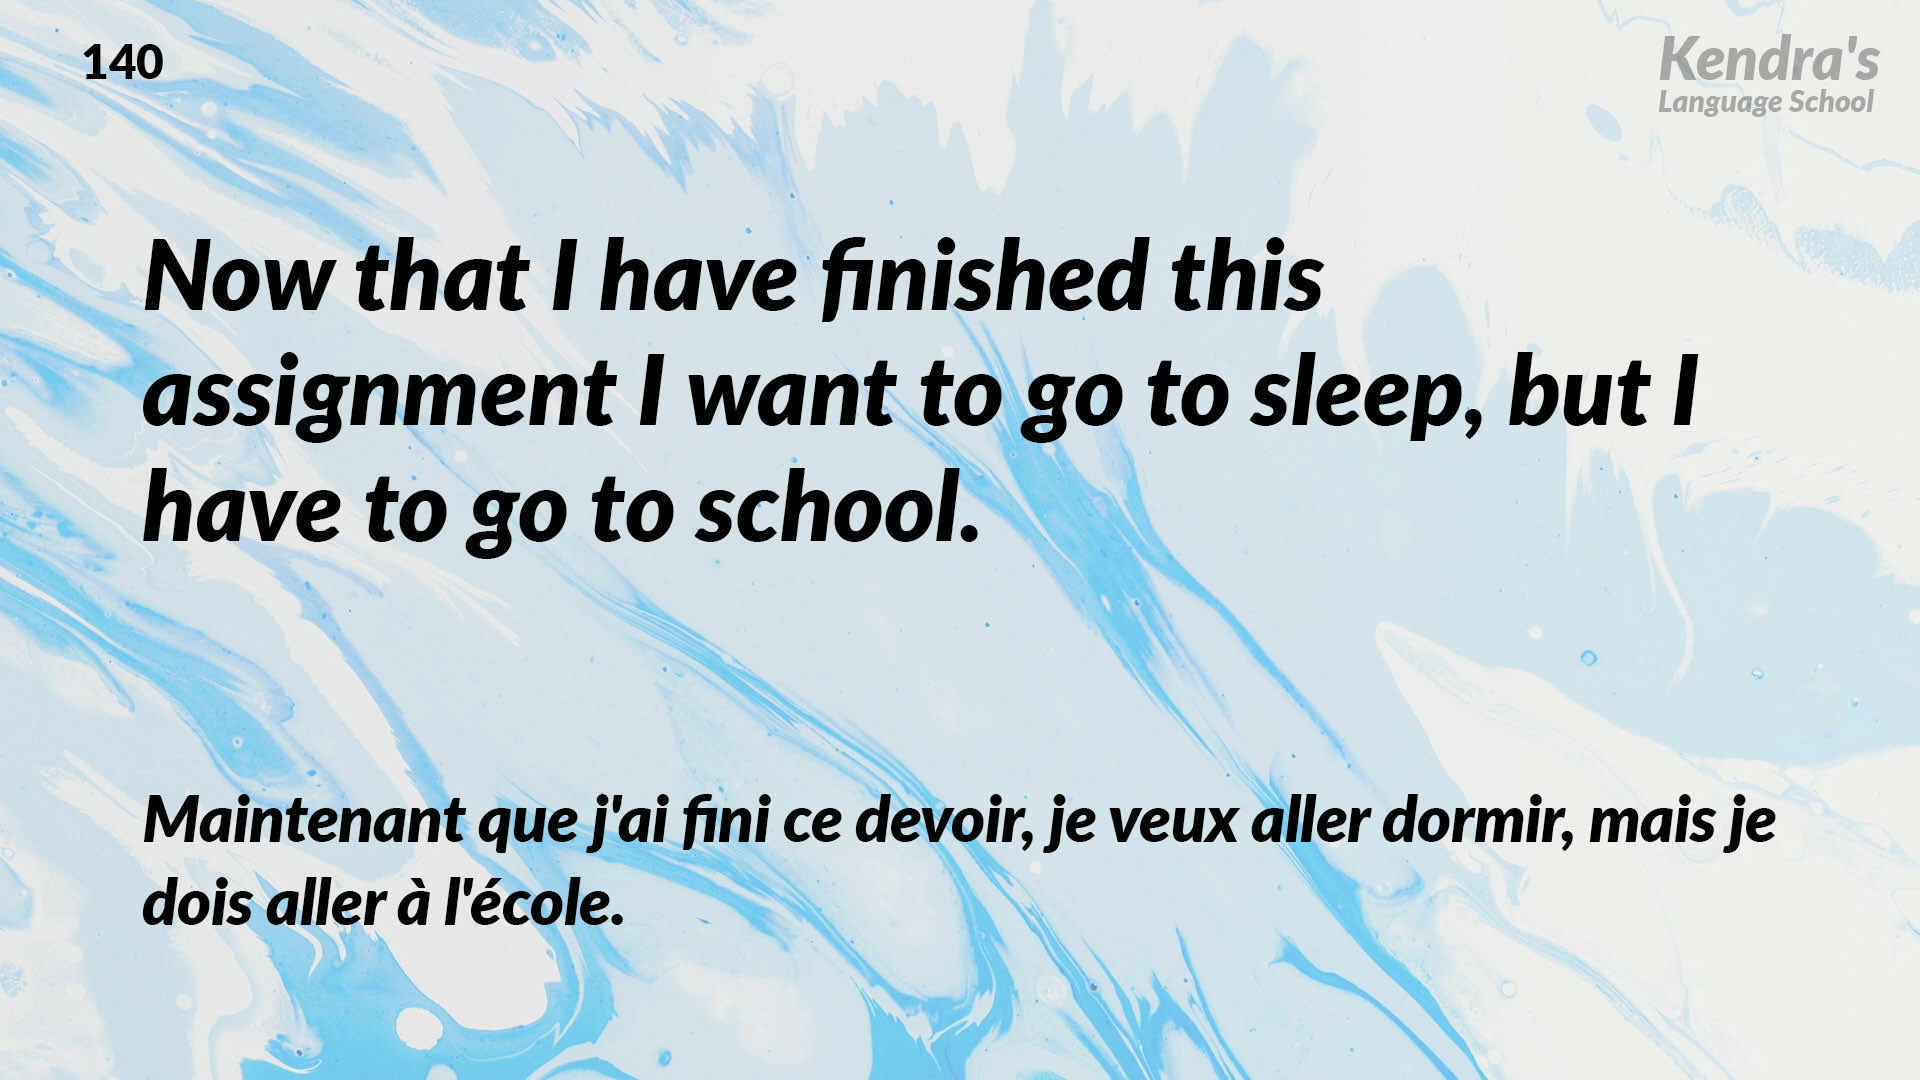 140
Kendra's
Language School
Now that I have finished this
assignment I want to go to sleep, but I
have to go to school.
Maintenant que j'ai fini ce devoir, je veux aller dormir, mais je
dois aller à l'école.